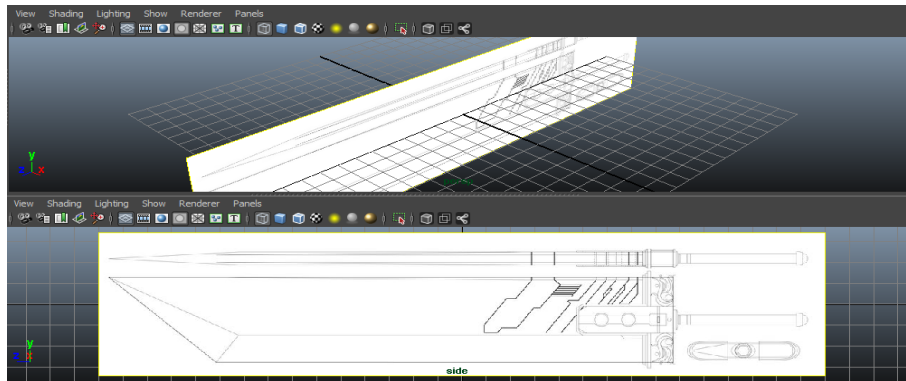 View Shading Lighting Show Renderer Panels
y
z x
View Shading Lighting Show Renderer Panels
y
z
side